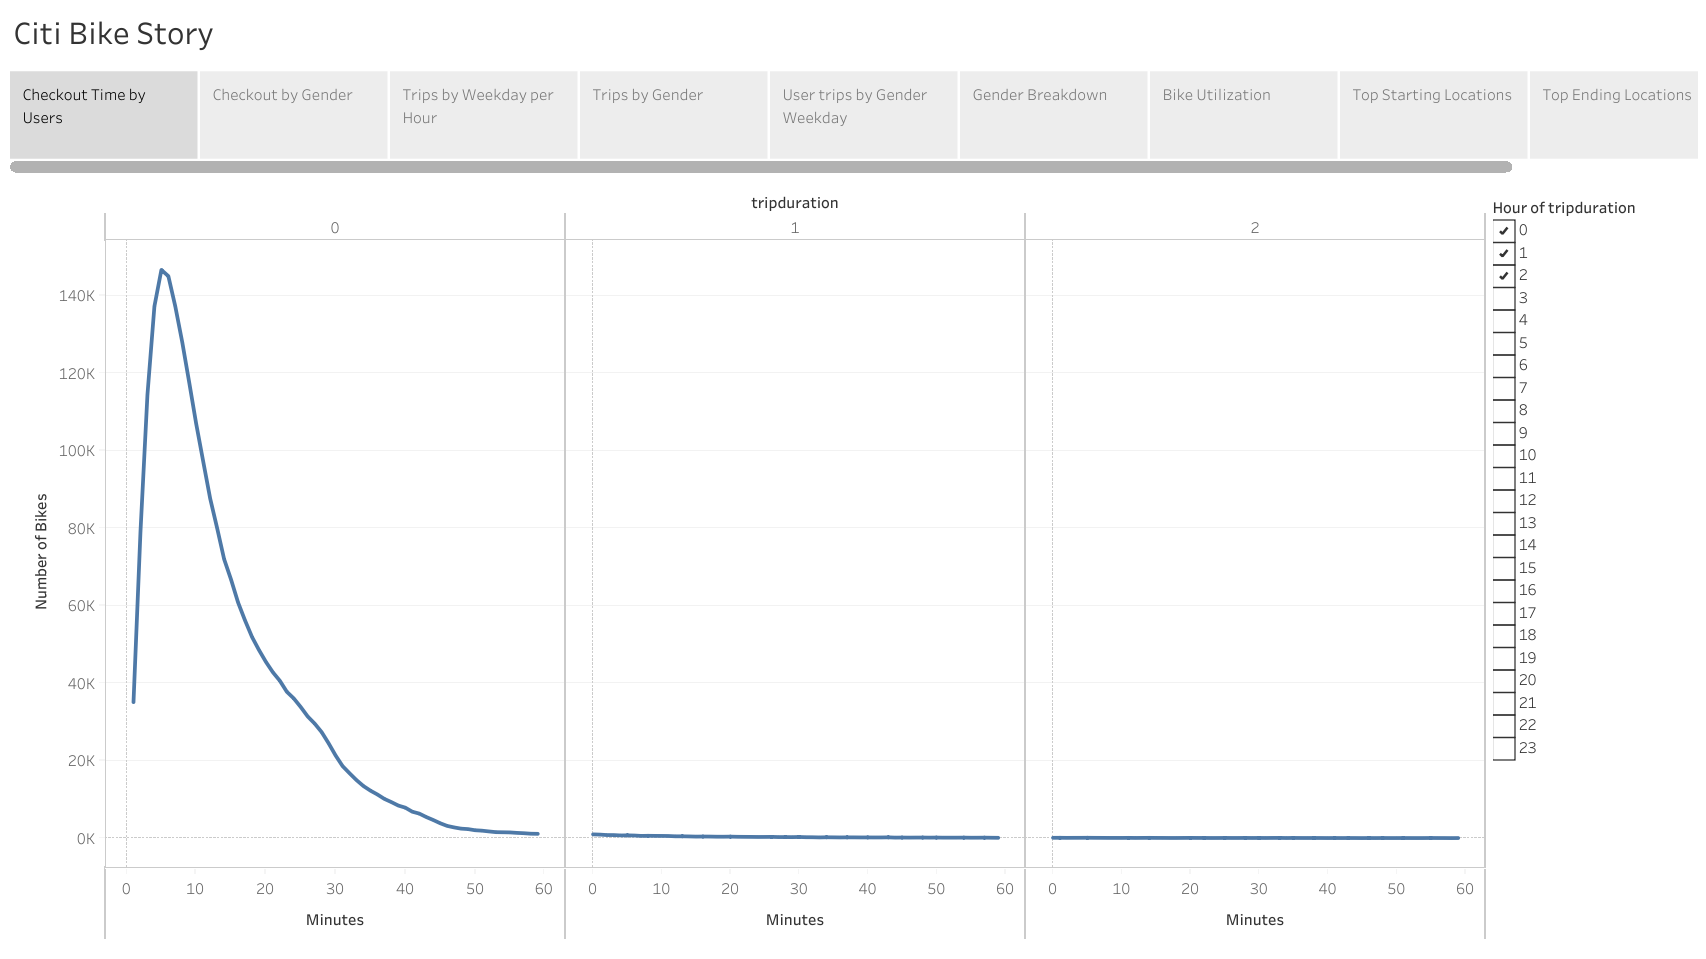 Citi Bike Story
Checkout Time by
Users
Checkout by Gender
Trips by Weekday per
Hour
Trips by Gender
User trips by Gender
Weekday
Gender Breakdown
Bike Utilization
Top Starting Locations
Top Ending Locations
tripduration
0 1 2
Number of Bikes
140K
120K
100K
80K
60K
40K
20K
0K
0 10 20 30 40 50 60 0 10 20 30 40 50 60 0 10 20 30 40 50 60
Minutes Minutes Minutes
Hour of tripduration
0
1
2
3
4
5
6
7
8
9
10
11
12
13
14
15
16
17
18
19
20
21
22
23